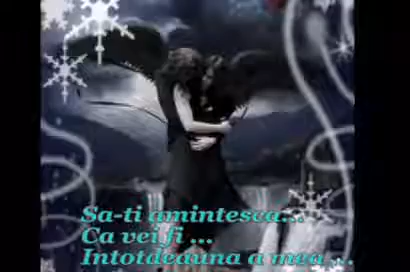 Sa-ti amintesca...
Ca vei fi ...
Intotdeauna a mea ...